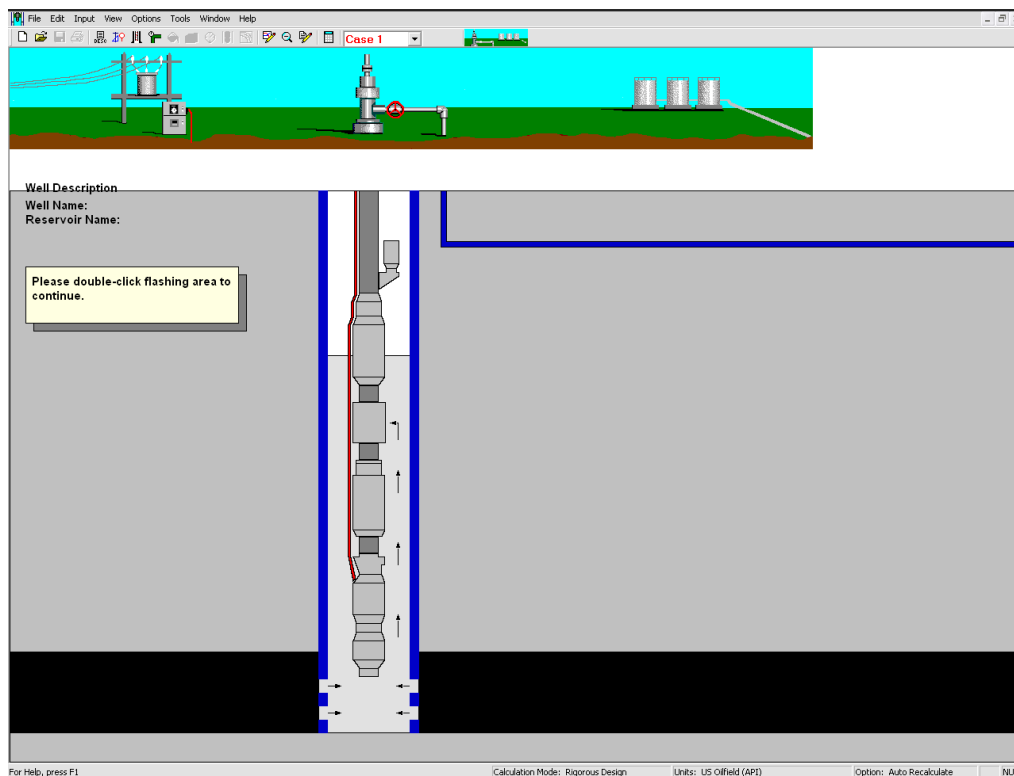 File Edit Input View Options Tools Window Help
Case 1
Well Description
Well Name:
Reservoir Name:
Please double-click flashing area to
continue.
For Help, press F1 Calculation Mode: Rigorous Design Units: US Oilfield (API) Option: Auto Recalculate NU